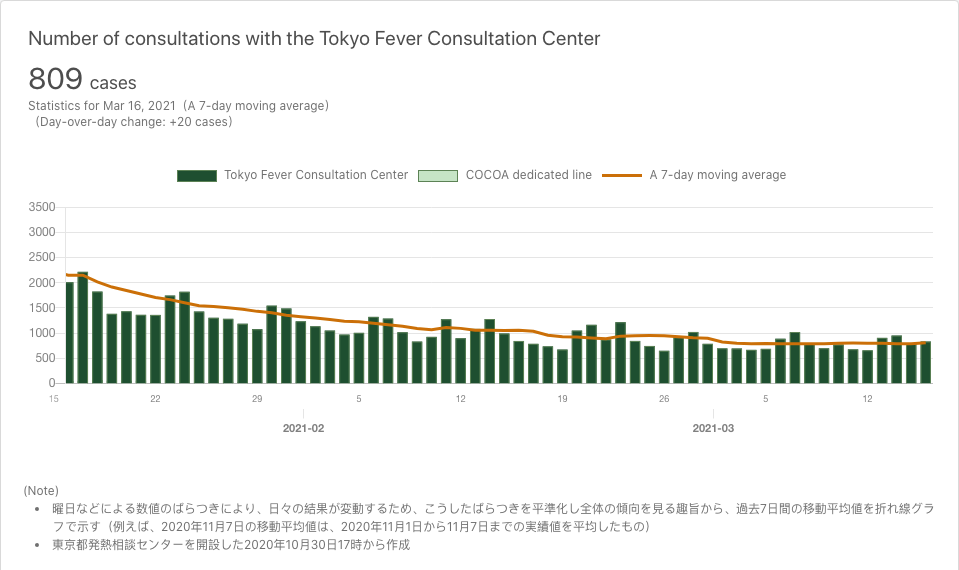 Number of consultations with the Tokyo Fever Consultation Center
809 cases
Statistics for Mar 16, 2021（A 7-day moving average）
（Day-over-day change: +20 cases）
Tokyo Fever Consultation Center COCOA dedicated line A 7-day moving average
3500
3000
2500
2000
1500
1000
500
0
15 22 29 5 12 19 26 5 12
2021-02 2021-03
(Note)
• 曜日などによる数値のばらつきにより、日々の結果が変動するため、こうしたばらつきを平準化し全体の傾向を見る趣旨から、過去7日間の移動平均値を折れ線グラ
フで示す（例えば、2020年11月7日の移動平均値は、2020年11月1日から11月7日までの実績値を平均したもの）
• 東京都発熱相談センターを開設した2020年10月30日17時から作成